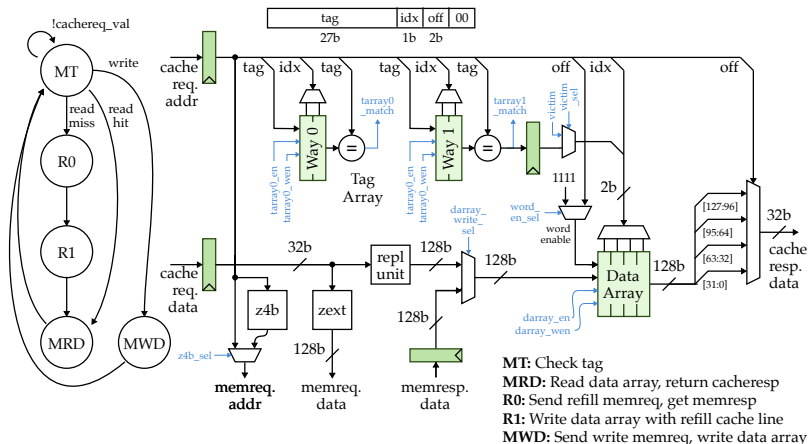 !cachereq_val
MT
write
read
miss
read
hit
R0
R1
MRD
MWD
tag
idx
off
00
27b
1b
2b
cache
req.
addr
tag
idx
tag
tag
idx
tag
off
idx
off
tarray0
_match
tarray1
_match
victim
victim
_sel
Way 0
=
Way 1
=
tarray0_en
tarray0_wen
tarray0_en
tarray0_wen
Tag
Array
1111
2b
word_
en_sel
word
enable
darray_
write_
sel
[127:96]
[95:64]
[63:32]
[31:0]
32b
cache
resp.
data
cache
req.
data
32b
repl
unit
128b
128b
Data
Array
128b
darray_en
darray_wen
z4b
zext
128b
z4b_sel
128b
memreq.
addr
memreq.
data
memresp.
data
MT: Check tag
MRD: Read data array, return cacheresp
R0: Send refill memreq, get memresp
R1: Write data array with refill cache line
MWD: Send write memreq, write data array